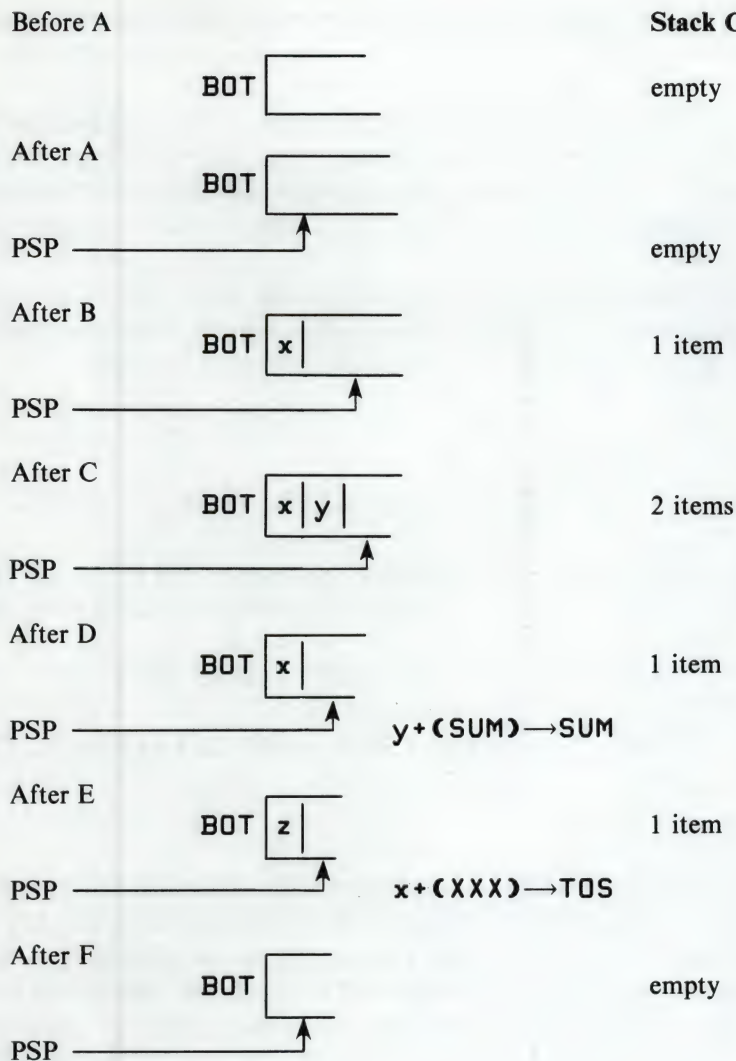 Before A
Stack C
BOT
empty
After A
BOT
PSP
empty
After B
BOT x
1 item
PSP
After C
BOT x y
2 items
PSP
After D
BOT x
1 item
PSP
y+(SUM)→SUM
After E
BOT z
1 item
PSP
x+(XXX)→TOS
After F
BOT
empty
PSP